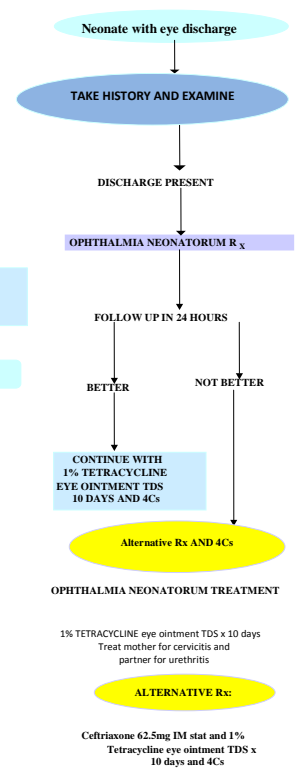 Neonate with eye discharge
TAKE HISTORY AND EXAMINE
DISCHARGE PRESENT
OPHTHALMIA NEONATORUM R X
FOLLOW UP IN 24 HOURS
BETTER
NOT BETTER
CONTINUE WITH
1% TETRACYCLINE
EYE OINTMENT TDS
10 DAYS AND 4Cs
Alternative Rx AND 4Cs
OPHTHALMIA NEONATORUM TREATMENT
1% TETRACYCLINE eye ointment TDS x 10 days
Treat mother for cervicitis and
partner for urethritis
ALTERNATIVE Rx:
Ceftriaxone 62.5mg IM stat and 1%
Tetracycline eye ointment TDS x
10 days and 4Cs